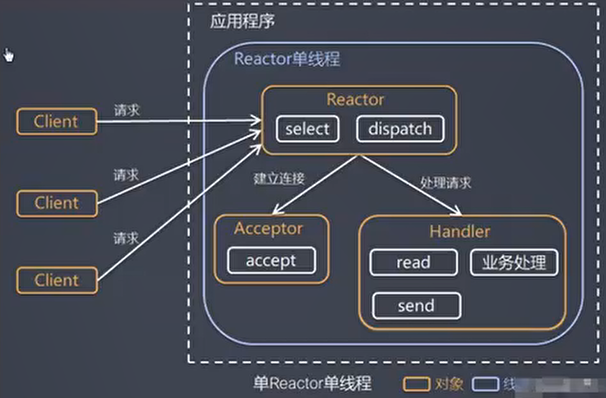 应用程序
Reactor单线程
Reactor
select
dispatch
Client
请求
Client
请求
Client
请求
建立连接
处理请求
Acceptor
accept
Handler
read
业务处理
send
单Reactor单线程
对象
线